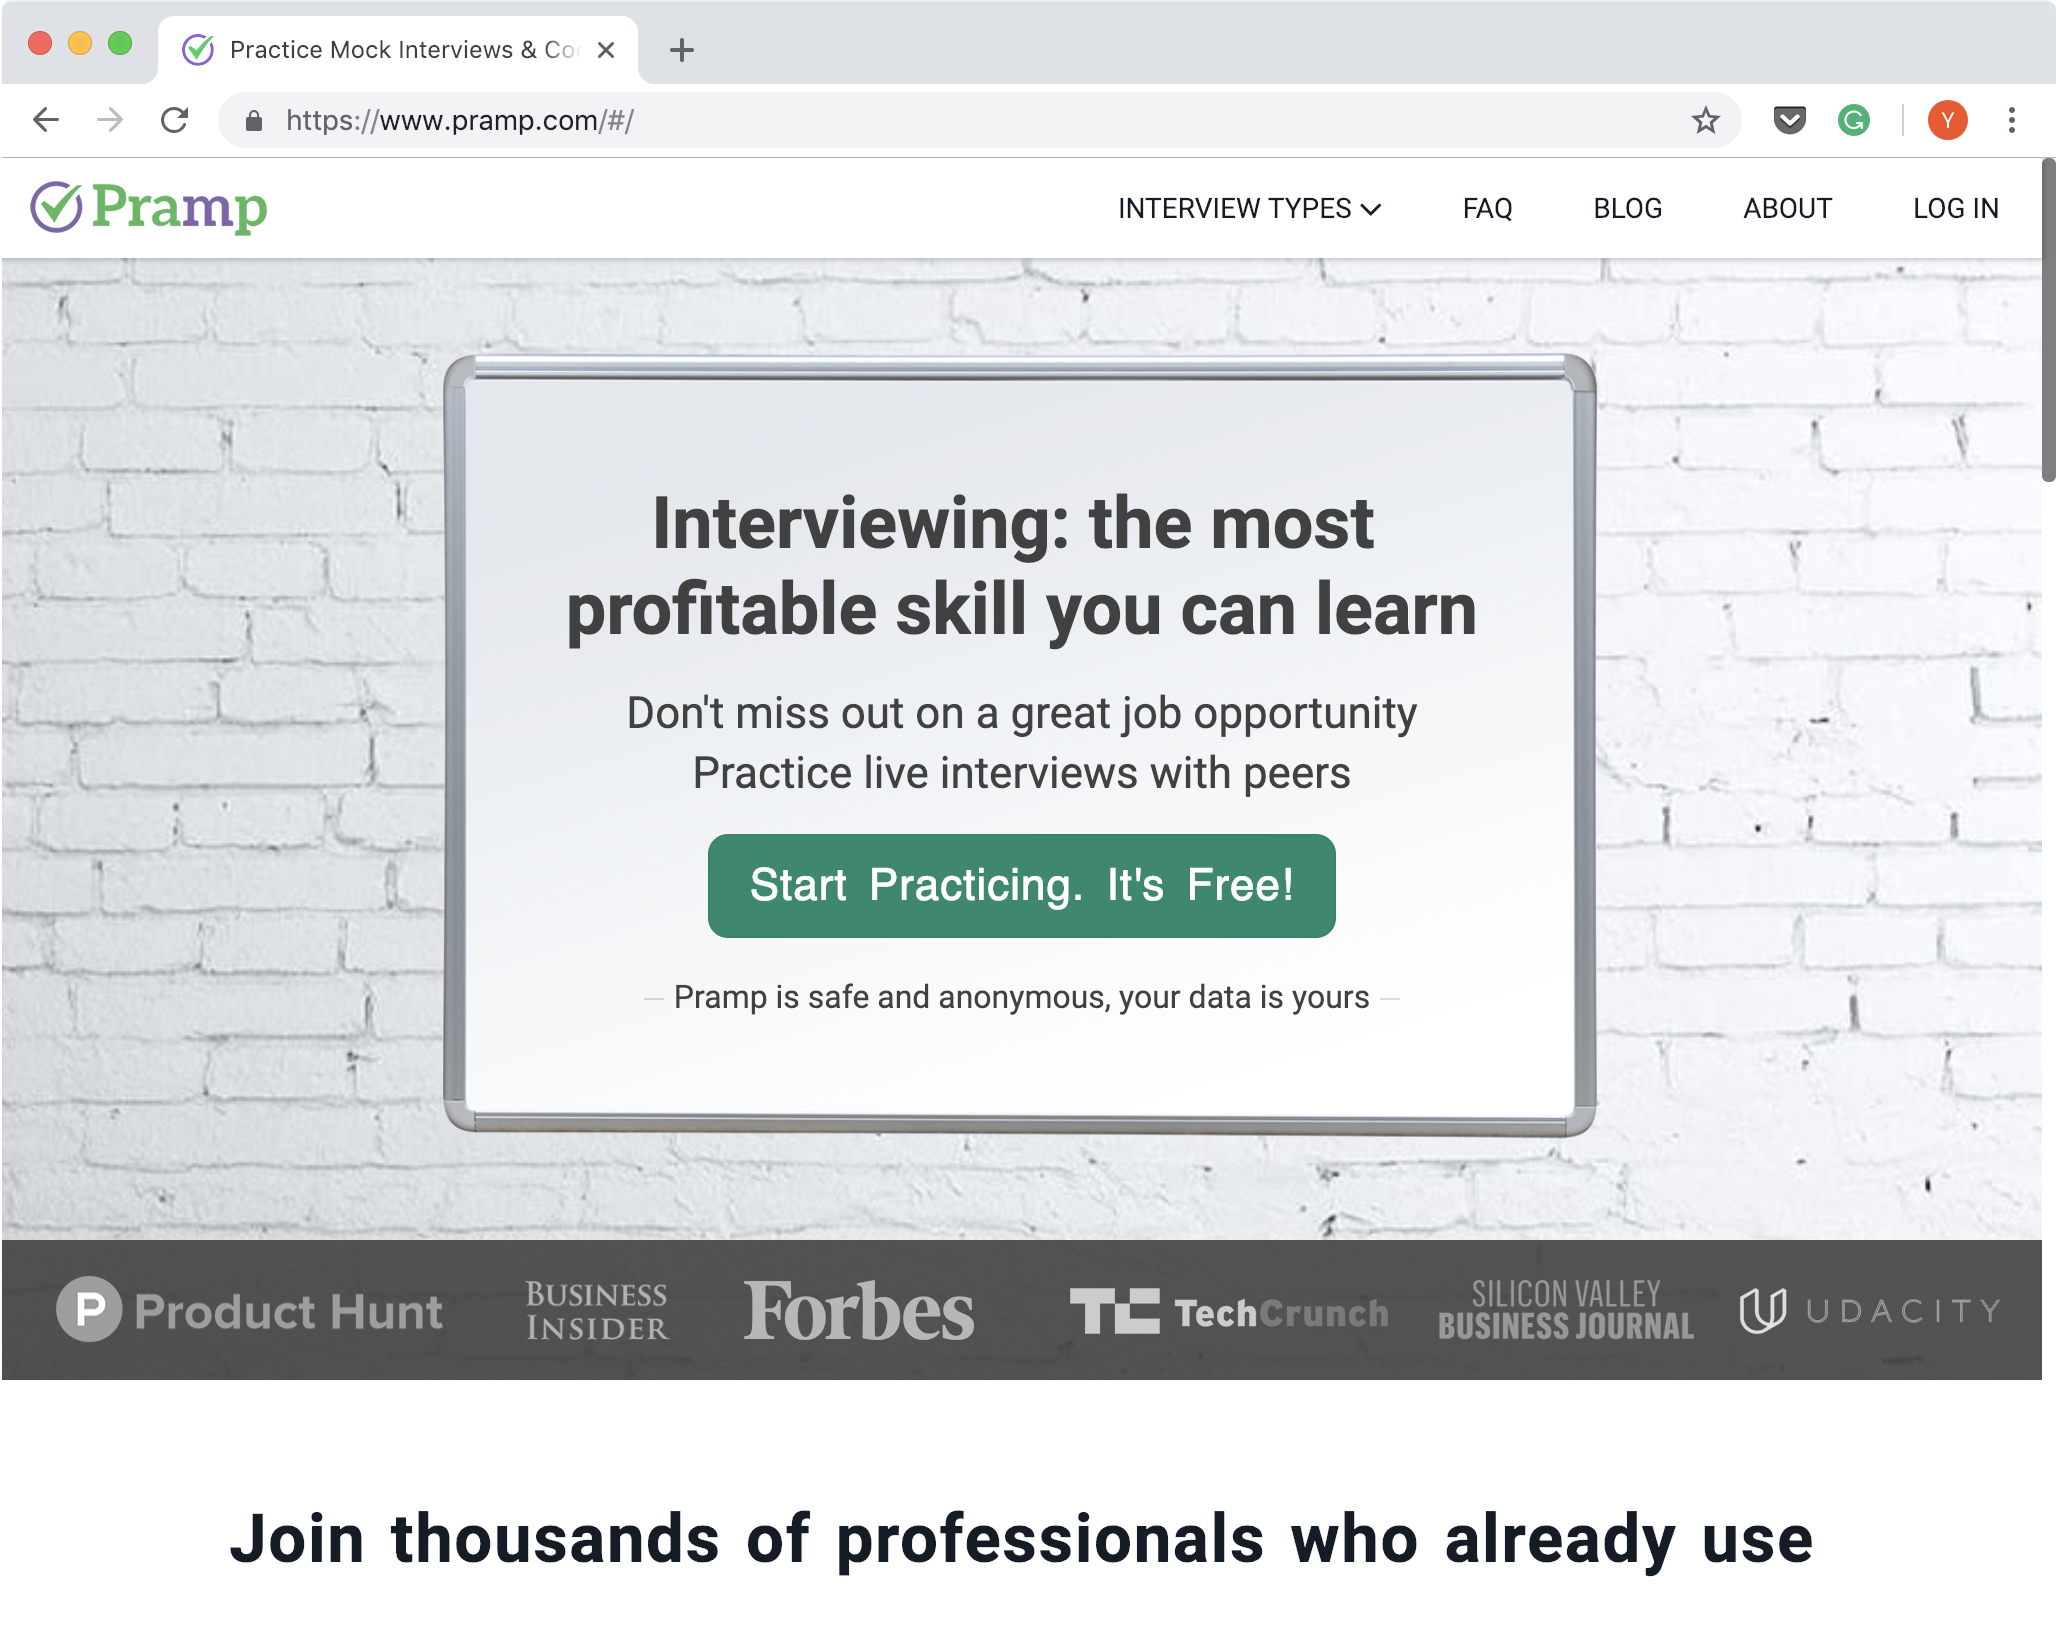 Practice Mock Interviews & Co
https://www.pramp.com/#/
Y
Pramp
INTERVIEW TYPES
FAQ
BLOG
ABOUT
LOG IN
Interviewing: the most
profitable skill you can learn
Don't miss out on a great job opportunity
Practice live interviews with peers
Start Practicing. It's Free!
Pramp is safe and anonymous, your data is yours
P Product Hunt
BUSINESS
INSIDER
Forbes
TC TechCrunch
SILICON VALLEY
BUSINESS JOURNAL
UDACITY
Join thousands of professionals who already use